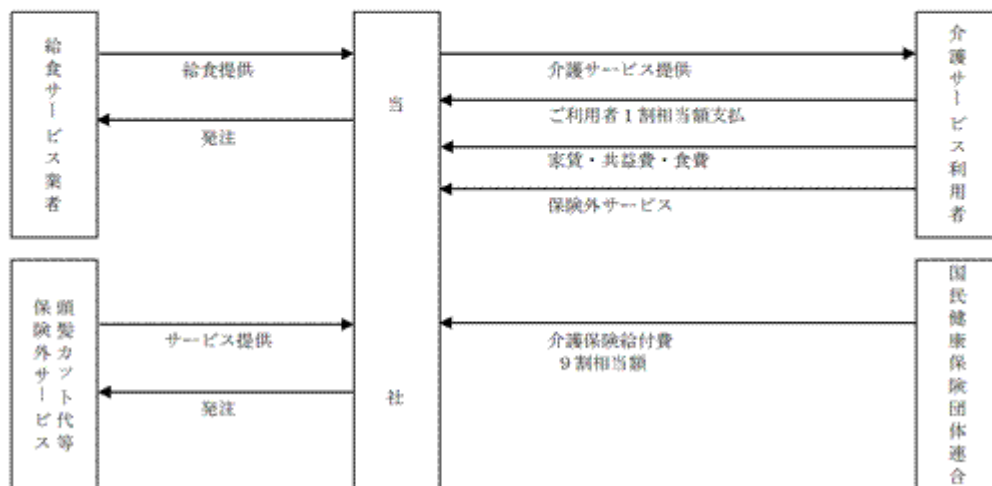 給食サービス業者
給食提供
発注
頭髪カット代等
保険外サービス
サービス提供
発注
当社
介護サービス提供
ご利用者１割相当額支払
家賃・共益費・食費
保険外サービス
介護保険給付費
９割相当額
介護サービス利用者
国民健康保険団体連合